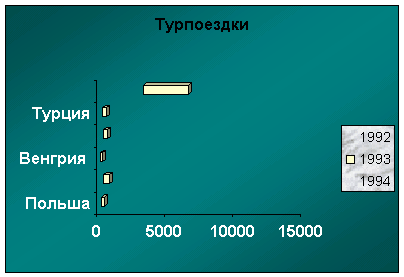 Турпоездки
Турция
Венгрия
Польша
0 5000 10000 15000
1992
1993
1994